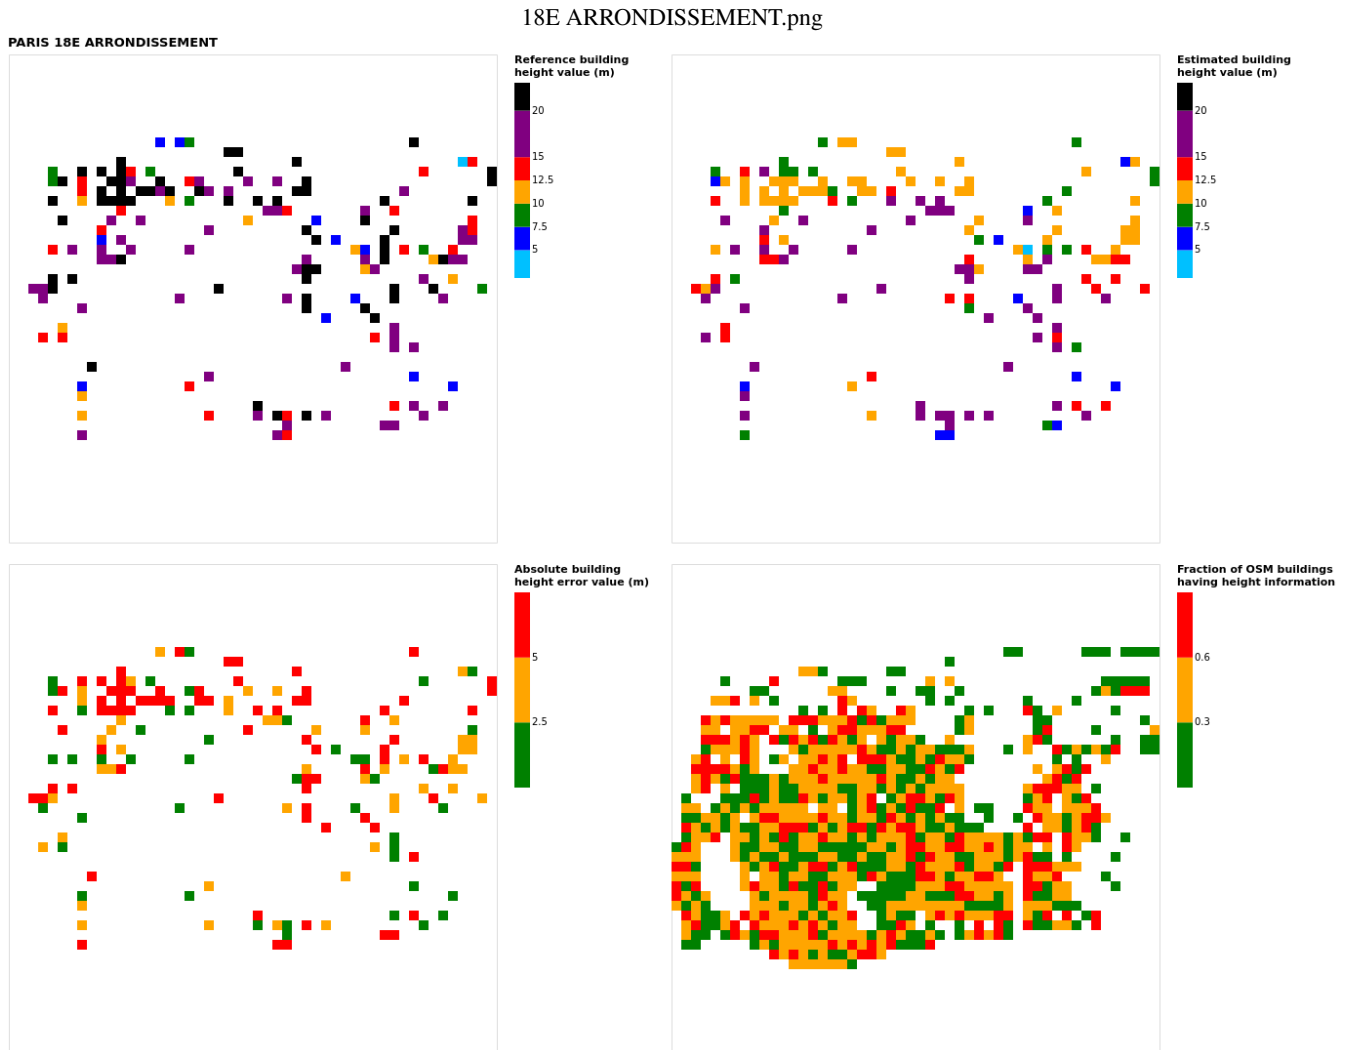 18E ARRONDISSEMENT.png
PARIS 18E ARRONDISSEMENT
Reference building
height value (m)
20
15
12.5
10
7.5
5
Estimated building
height value (m)
20
15
12.5
10
7.5
5
Absolute building
height error value (m)
5
2.5
Fraction of OSM buildings
having height information
0.6
0.3